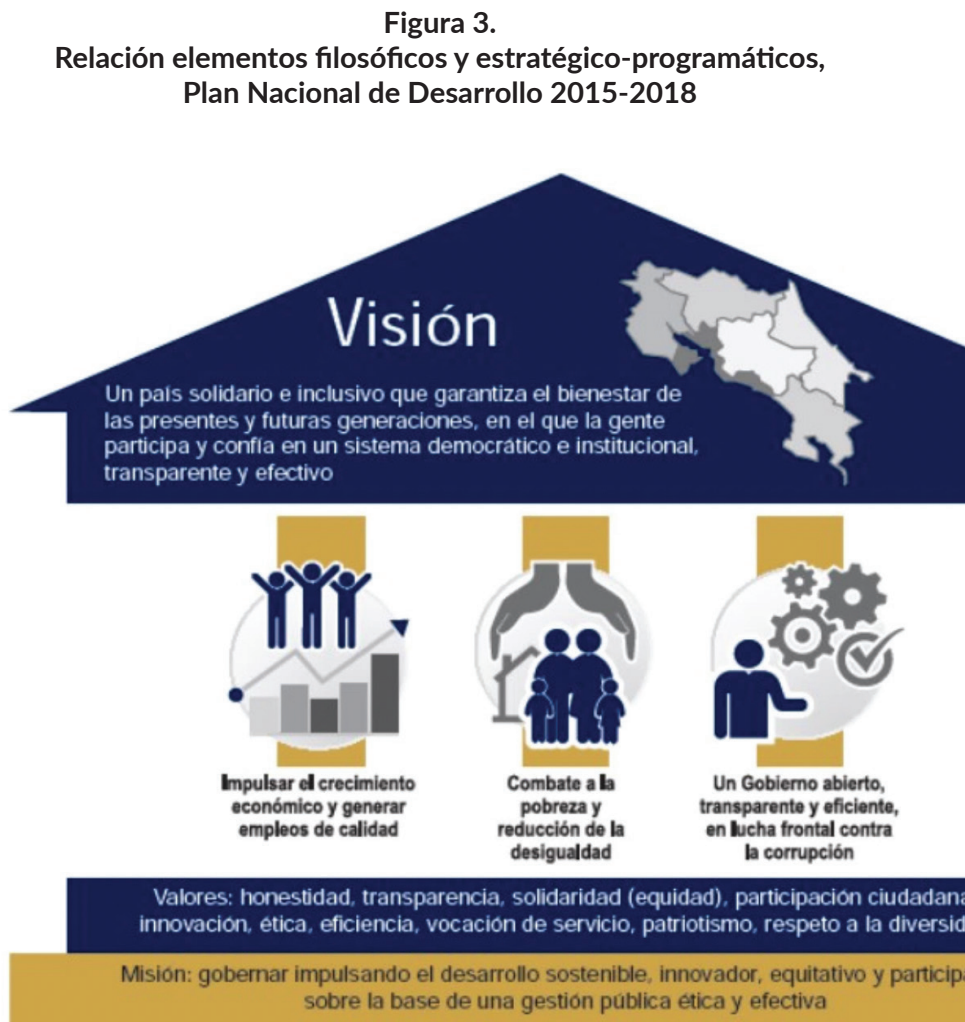 Figura 3.
Relación elementos filosóficos y estratégico-programáticos,
Plan Nacional de Desarrollo 2015-2018
Visión
Un país solidario e inclusivo que garantiza el bienestar de
las presentes y futuras generaciones, en el que la gente
participa y confía en un sistema democrático e institucional,
transparente y efectivo
Impulsar el crecimiento
económico y generar
empleos de calidad
Combate a la
pobreza y
reducción de la
desigualdad
Un Gobierno abierto,
transparente y eficiente,
en lucha frontal contra
la corrupción
Valores: honestidad, transparencia, solidaridad (equidad), participación ciudadana
innovación, ética, eficiencia, vocación de servicio, patriotismo, respeto a la
Misión: gobernar impulsando el desarrollo sostenible, innovador, equitativo y
sobre la base de una gestión pública ética y efectiva